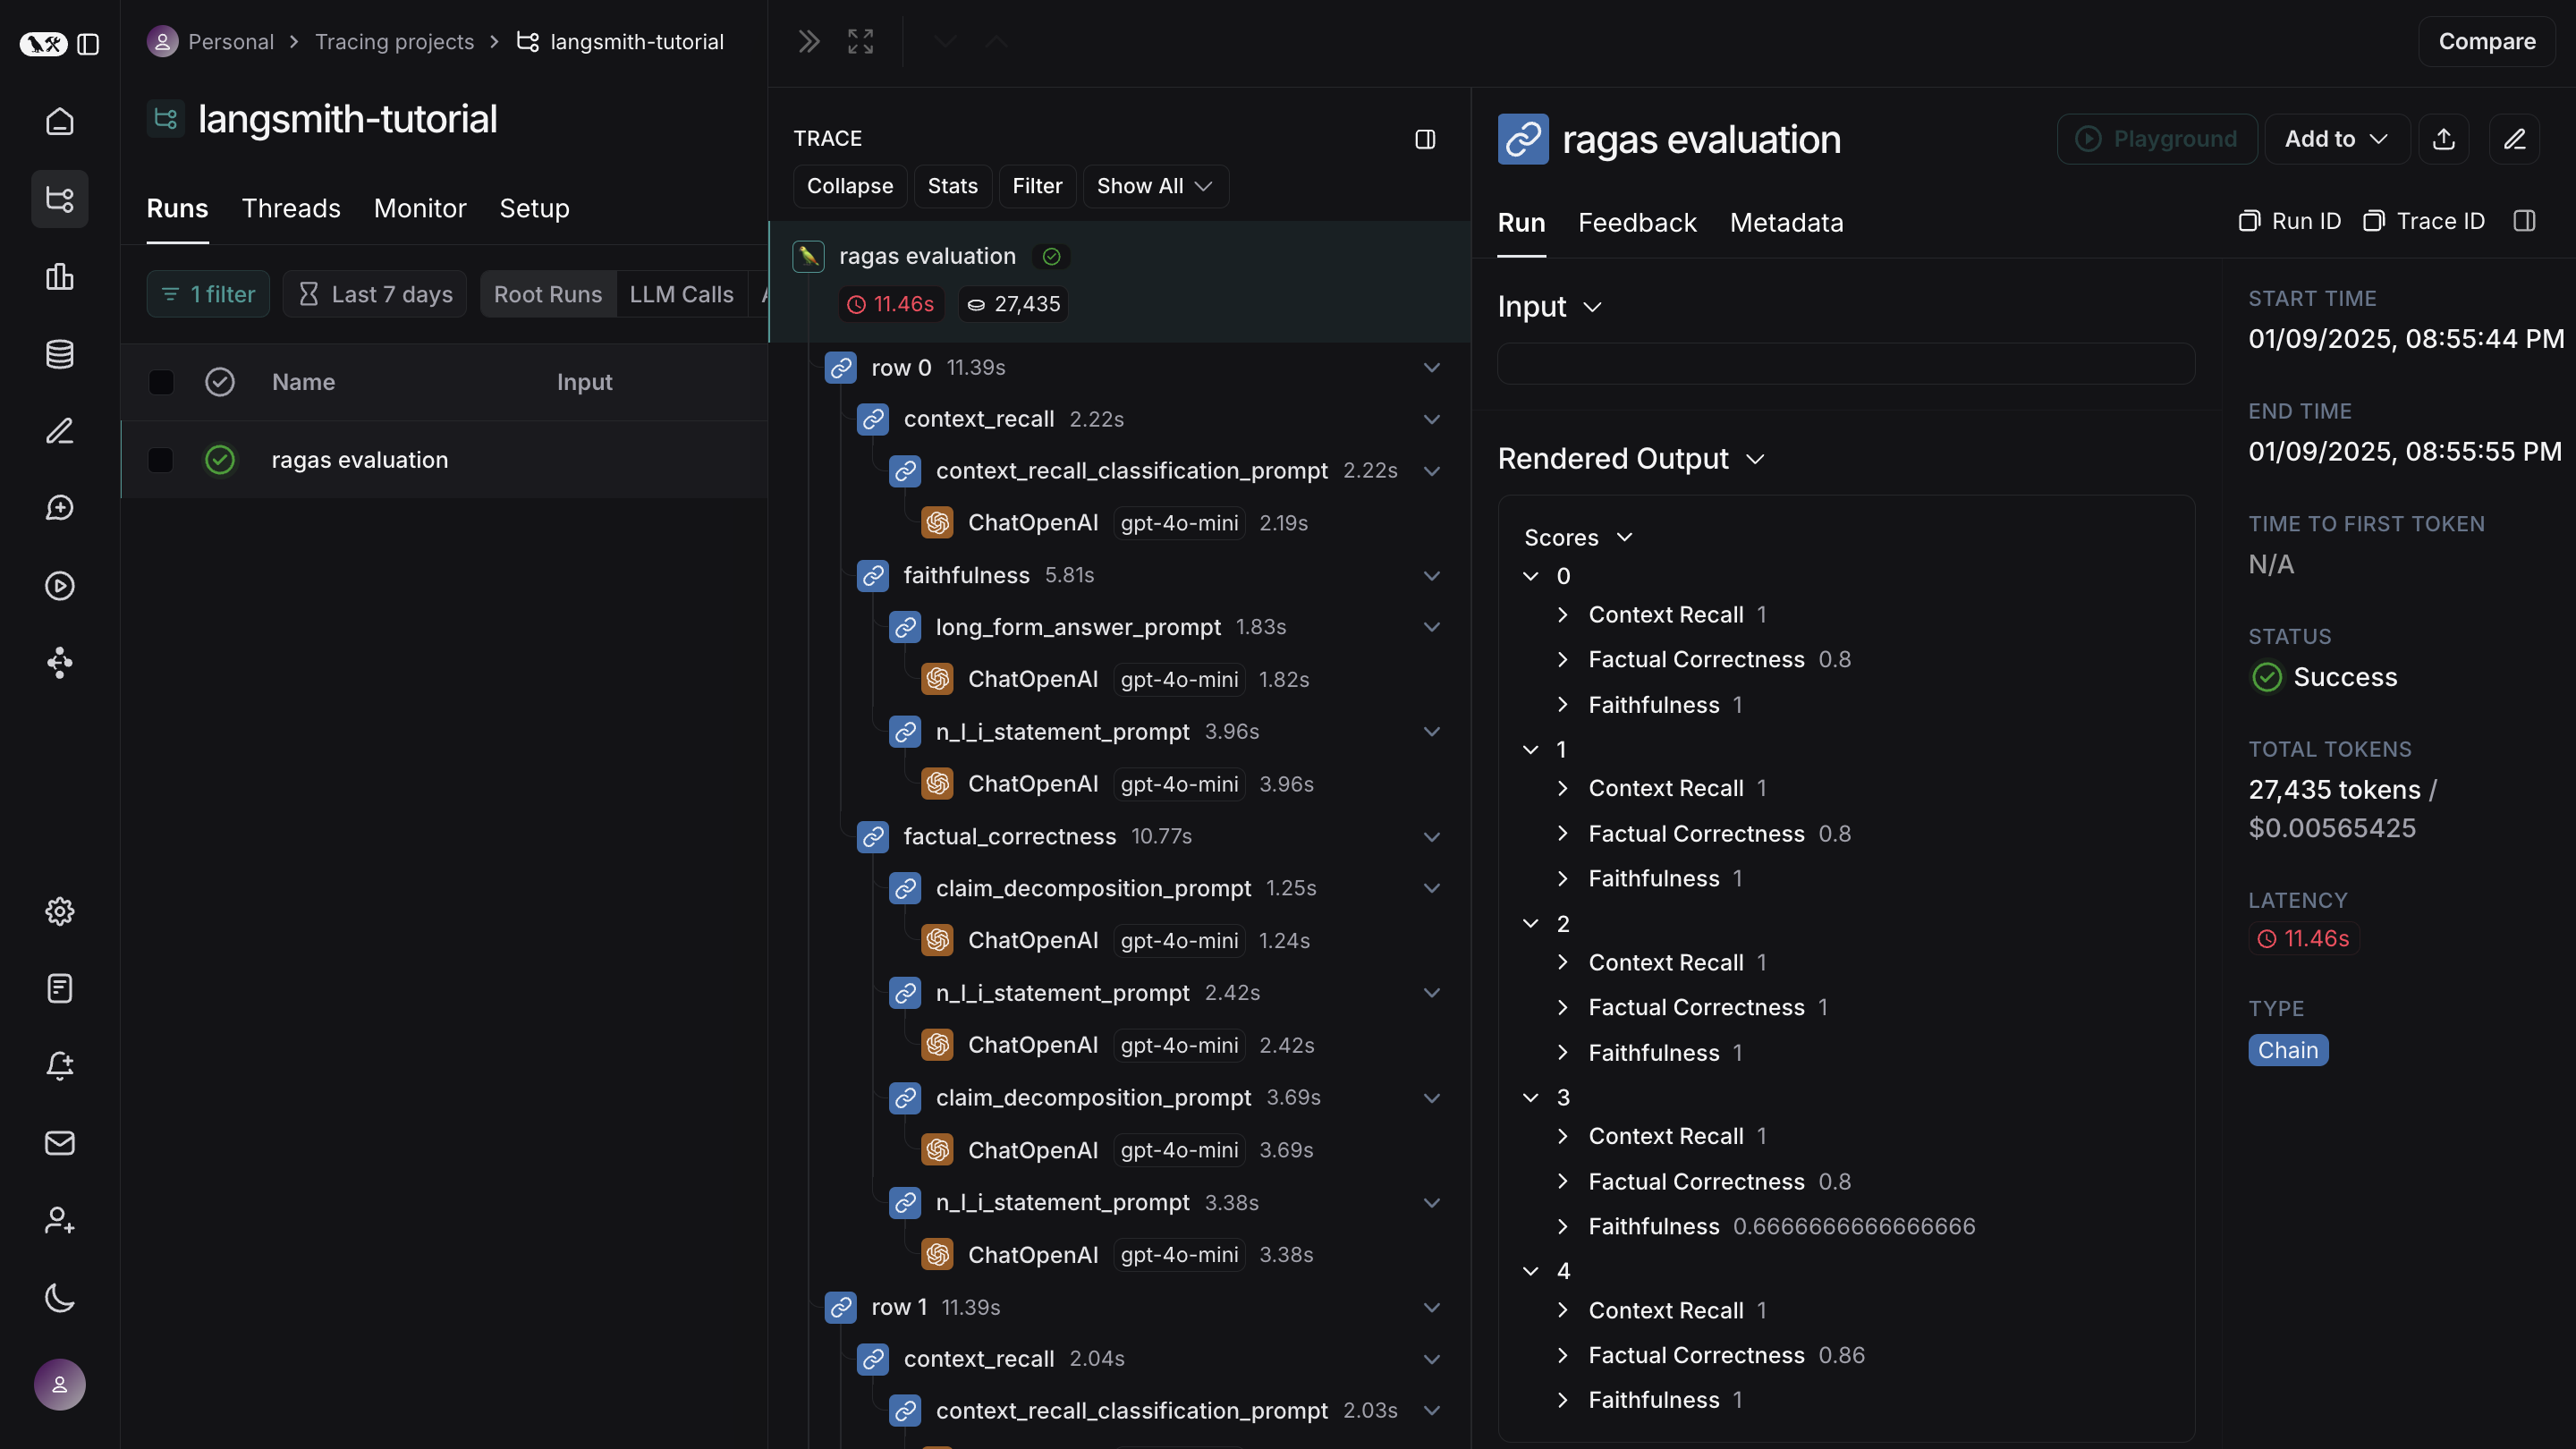 Personal
Tracing projects
langsmith-tutorial
Compare
langsmith-tutorial
Runs
Threads
Monitor
Setup
1 filter
Last 7 days
Root Runs
LLM Calls
Name
Input
ragas evaluation
TRACE
Collapse
Stats
Filter
Show All
ragas evaluation
11.46s
27,435
row 0 11.39s
context_recall 2.22s
context_recall_classification_prompt 2.22s
ChatOpenAI gpt-4o-mini 2.19s
faithfulness 5.81s
long_form_answer_prompt 1.83s
ChatOpenAI gpt-4o-mini 1.82s
n_l_i_statement_prompt 3.96s
ChatOpenAI gpt-4o-mini 3.96s
factual_correctness 10.77s
claim_decomposition_prompt 1.25s
ChatOpenAI gpt-4o-mini 1.24s
n_l_i_statement_prompt 2.42s
ChatOpenAI gpt-4o-mini 2.42s
claim_decomposition_prompt 3.69s
ChatOpenAI gpt-4o-mini 3.69s
n_l_i_statement_prompt 3.38s
ChatOpenAI gpt-4o-mini 3.38s
row 1 11.39s
context_recall 2.04s
context_recall_classification_prompt 2.03s
ragas evaluation
Playground
Add to
Run
Feedback
Metadata
Run ID
Trace ID
Input
Rendered Output
Scores
0
Context Recall 1
Factual Correctness 0.8
Faithfulness 1
1
Context Recall 1
Factual Correctness 0.8
Faithfulness 1
2
Context Recall 1
Factual Correctness 1
Faithfulness 1
3
Context Recall 1
Factual Correctness 0.8
Faithfulness 0.6666666666666666
4
Context Recall 1
Factual Correctness 0.86
Faithfulness 1
START TIME
01/09/2025, 08:55:44 PM
END TIME
01/09/2025, 08:55:55 PM
TIME TO FIRST TOKEN
N/A
STATUS
Success
TOTAL TOKENS
27,435 tokens /
$0.00565425
LATENCY
11.46s
TYPE
Chain